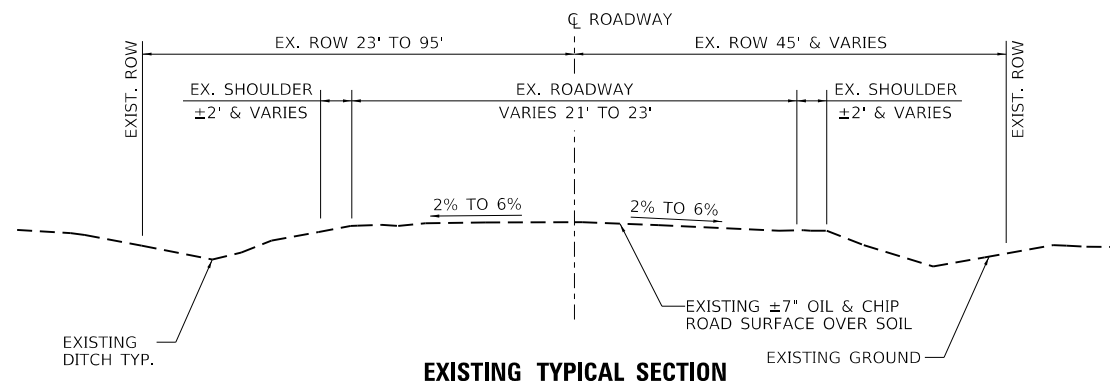 ℄ ROADWAY
EX. ROW 23' TO 95'
EX. ROW 45' & VARIES
EXIST. ROW
EX. SHOULDER
±2' & VARIES
EX. ROADWAY
VARIES 21' TO 23'
EX. SHOULDER
±2' & VARIES
EXIST. ROW
2% TO 6%
2% TO 6%
EXISTING ±7" OIL & CHIP
ROAD SURFACE OVER SOIL
EXISTING
DITCH TYP.
EXISTING GROUND
EXISTING TYPICAL SECTION